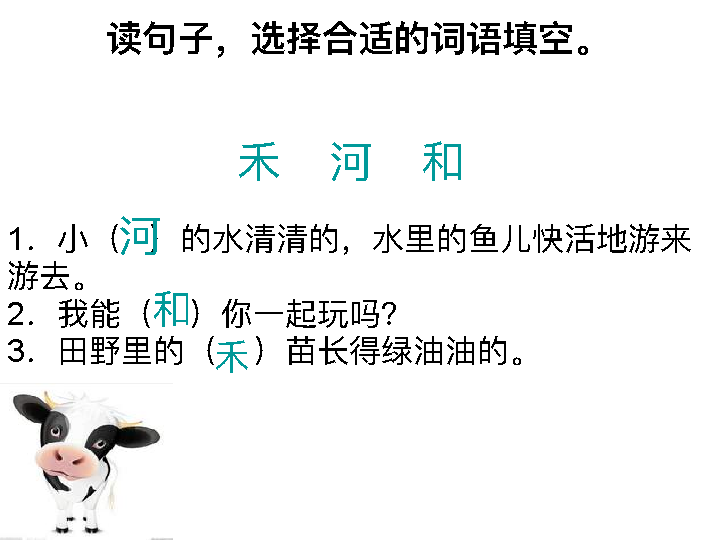 读句子，选择合适的词语填空。
禾 河 和
1．小（河）的水清清的，水里的鱼儿快活地游来
游去。
2．我能（和）你一起玩吗？
3．田野里的（禾）苗长得绿油油的。